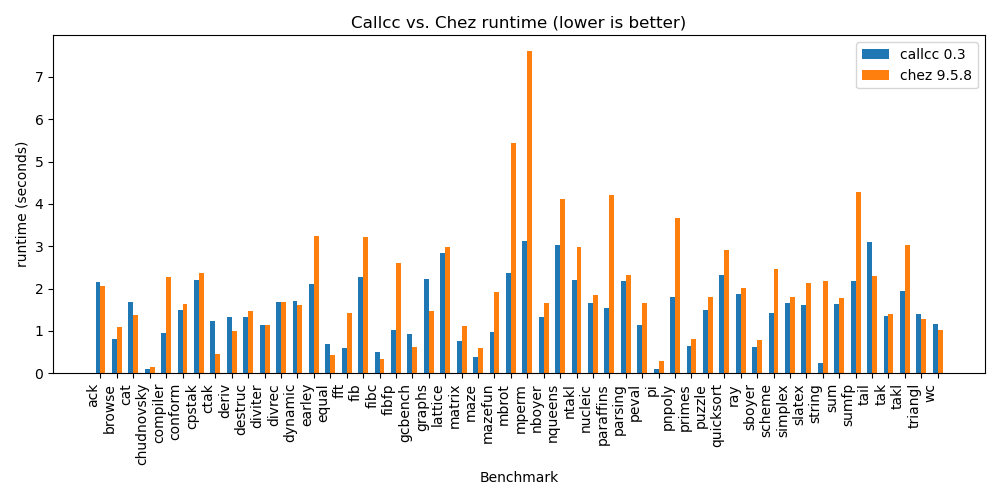 Callcc vs. Chez runtime (lower is better)
callcc 0.3
chez 9.5.8
runtime (seconds)
7
6
5
4
3
2
1
0
ack
browse
cat
chudnovsky
compiler
conform
cpstak
ctak
deriv
destruc
diviter
divrec
dynamic
earley
equal
fft
fib
fibc
fibfp
gcbench
graphs
lattice
matrix
maze
mazefun
mbrot
mperm
nboyer
nqueens
ntakl
nucleic
paraffins
parsing
peval
pi
pnpoly
primes
puzzle
quicksort
ray
sboyer
scheme
simplex
slatex
string
sum
sumfp
tail
tak
takl
triangl
wc
Benchmark